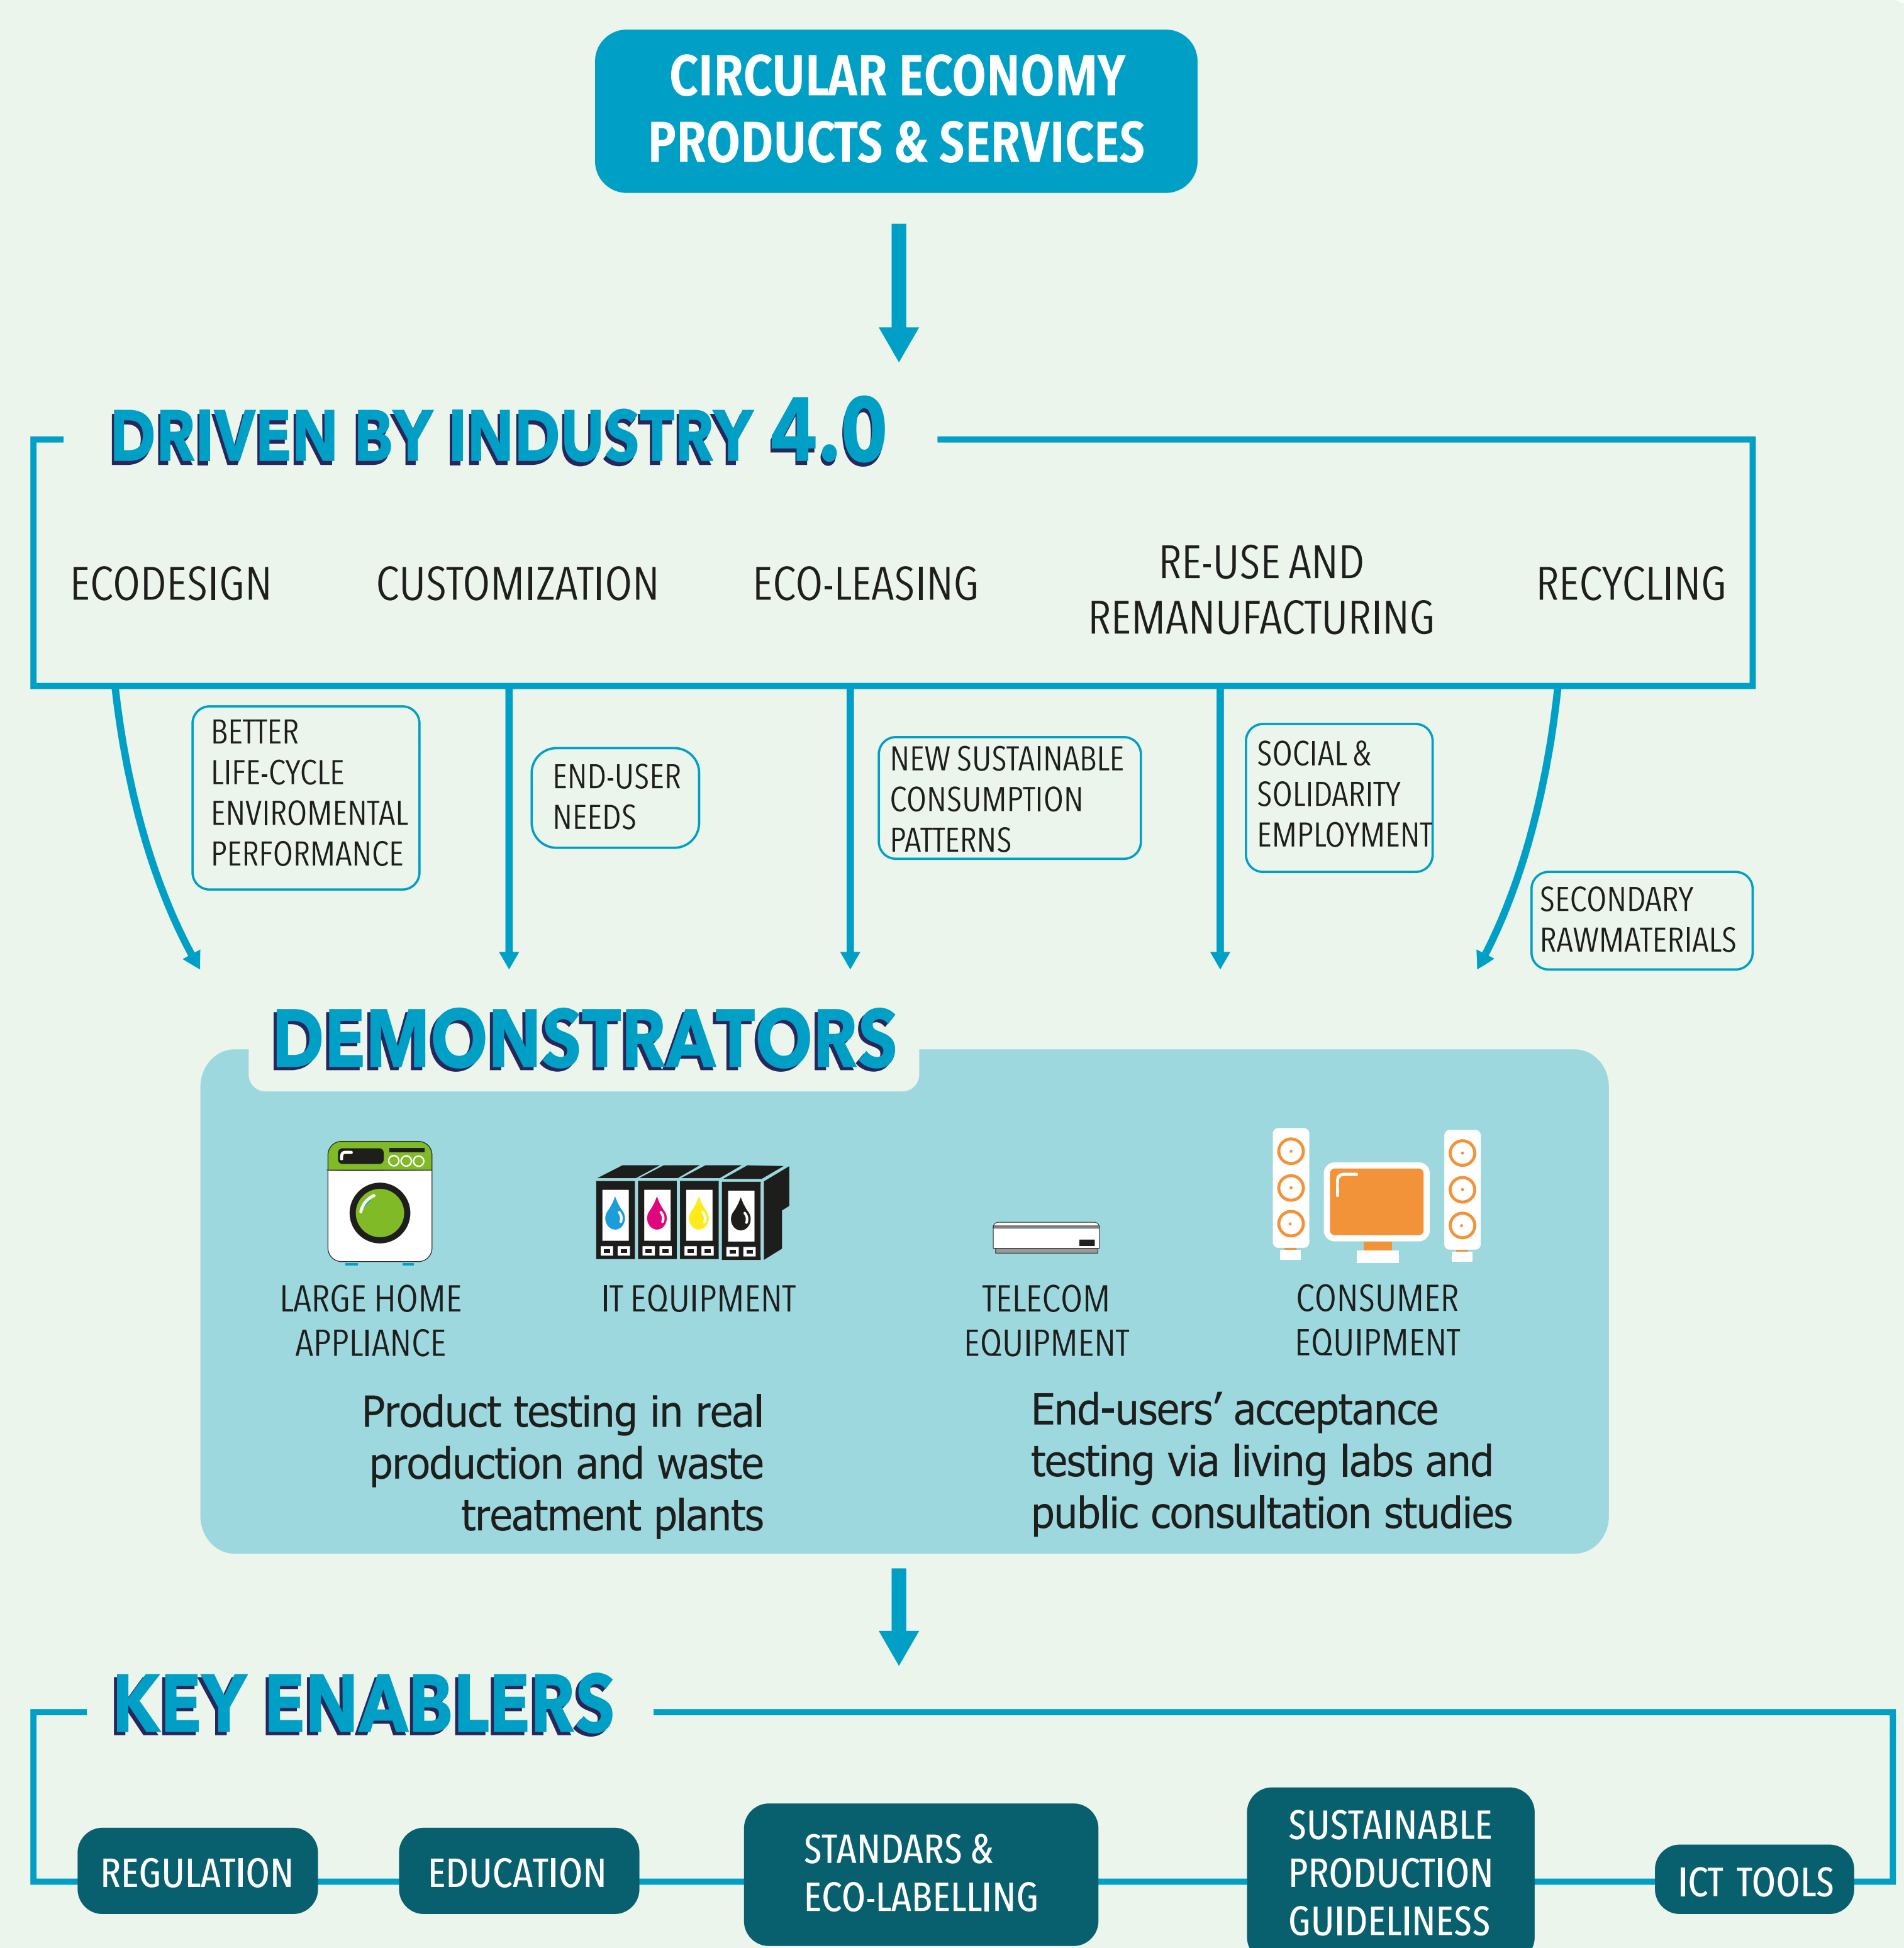 CIRCULAR ECONOMY
PRODUCTS & SERVICES
DRIVEN BY INDUSTRY 4.0
ECODESIGN
CUSTOMIZATION
ECO-LEASING
RE-USE AND
REMANUFACTURING
RECYCLING
BETTER
LIFE-CYCLE
ENVIROMENTAL
PERFORMANCE
END-USER
NEEDS
NEW SUSTAINABLE
CONSUMPTION
PATTERNS
SOCIAL &
SOLIDARITY
EMPLOYMENT
SECONDARY
RAWMATERIALS
DEMONSTRATORS
LARGE HOME
APPLIANCE
IT EQUIPMENT
TELECOM
EQUIPMENT
CONSUMER
EQUIPMENT
Product testing in real
production and waste
treatment plants
End-users’ acceptance
testing via living labs and
public consultation studies
KEY ENABLERS
REGULATION
EDUCATION
STANDARS &
ECO-LABELLING
SUSTAINABLE
PRODUCTION
GUIDELINESS
ICT TOOLS